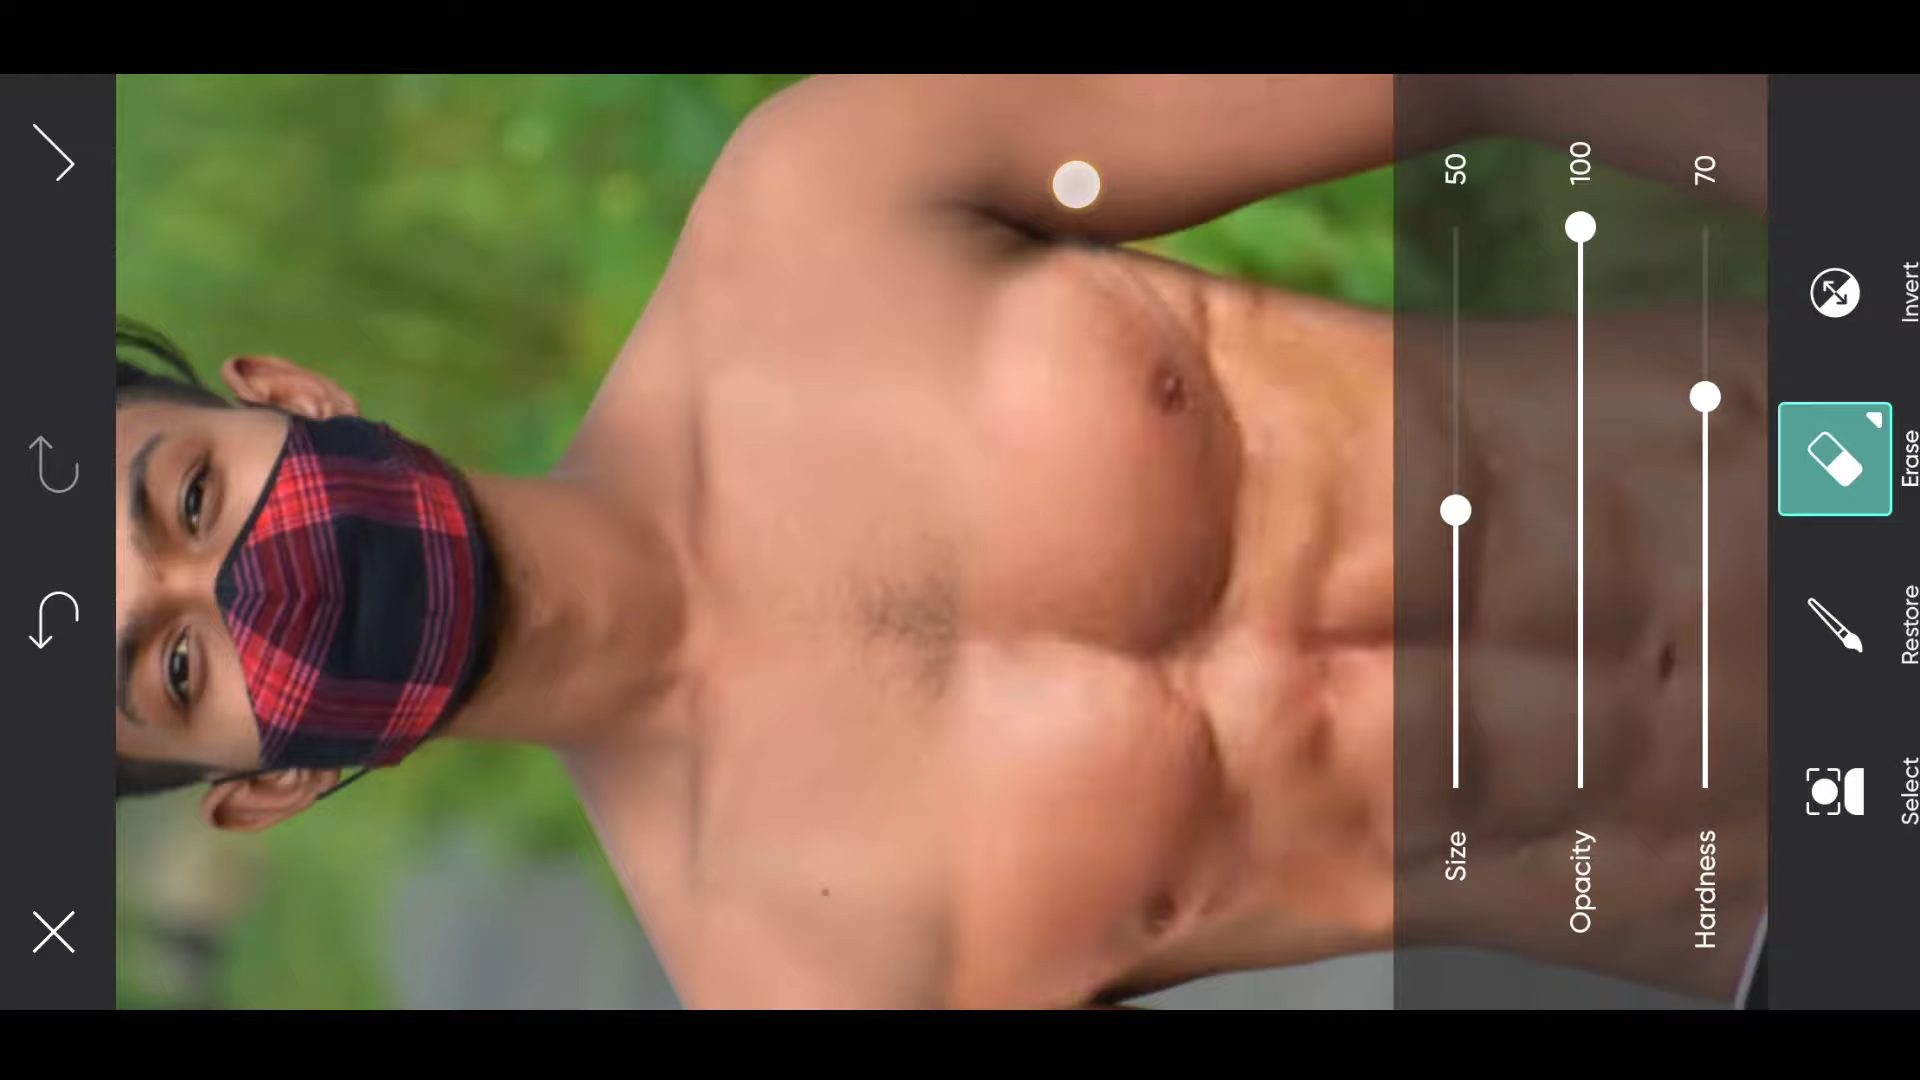 Size 50
Opacity 100
Hardness 70
Select
Restore
Erase
Invert